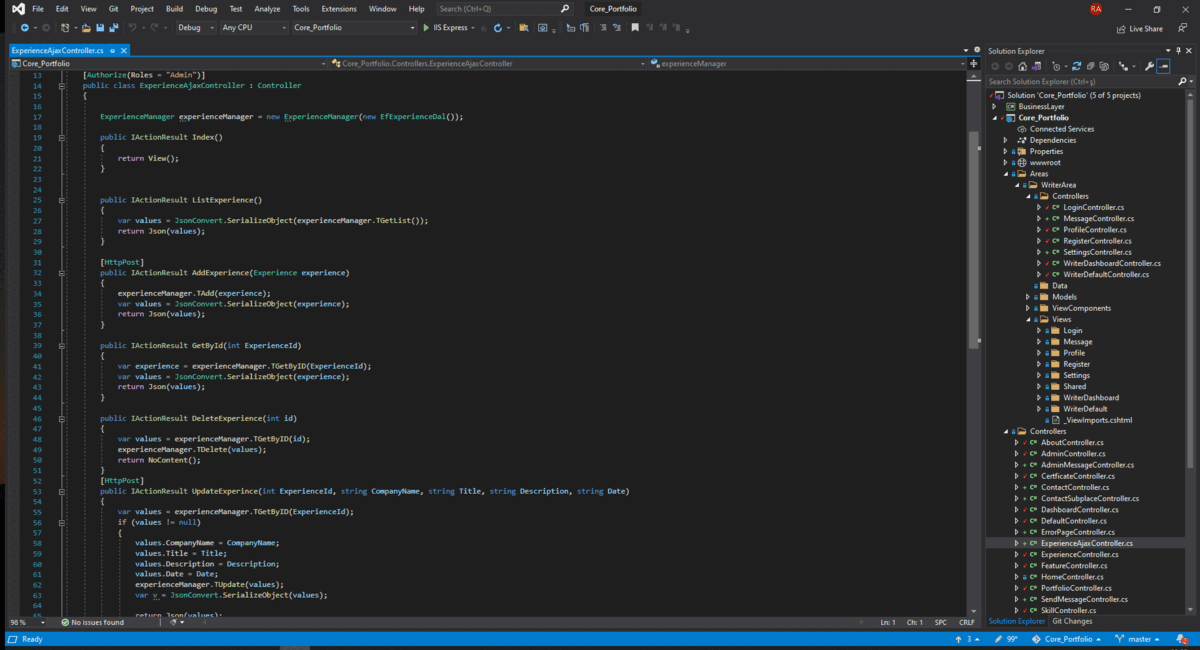 File Edit View Git Project Build Debug Test Analyze Tools Extensions Window Help Search (Ctrl+Q) Core_Portfolio RA
Debug Any CPU Core_Portfolio IIS Express Live Share
ExperienceAjaxController.cs
Core_Portfolio Core_Portfolio.Controllers.ExperienceAjaxController experienceManager
13 [Authorize(Roles = "Admin")]
14 public class ExperienceAjaxController : Controller
15 {
16
17 ExperienceManager experienceManager = new ExperienceManager(new EfExperienceDal());
18
19 public IActionResult Index()
20 {
21 return View();
22 }
23
24
25 public IActionResult ListExperience()
26 {
27 var values = JsonConvert.SerializeObject(experienceManager.TGetList());
28 return Json(values);
29 }
30
31 [HttpPost]
32 public IActionResult AddExperience(Experience experience)
33 {
34 experienceManager.TAdd(experience);
35 var values = JsonConvert.SerializeObject(experience);
36 return Json(values);
37 }
38
39 public IActionResult GetById(int ExperienceId)
40 {
41 var experience = experienceManager.TGetByID(ExperienceId);
42 var values = JsonConvert.SerializeObject(experience);
43 return Json(values);
44 }
45
46 public IActionResult DeleteExperience(int id)
47 {
48 var values = experienceManager.TGetByID(id);
49 experienceManager.TDelete(values);
50 return NoContent();
51 }
52 [HttpPost]
53 public IActionResult UpdateExperince(int ExperienceId, string CompanyName, string Title, string Description, string Date)
54 {
55 var values = experienceManager.TGetByID(ExperienceId);
56 if (values != null)
57 {
58 values.CompanyName = CompanyName;
59 values.Title = Title;
60 values.Description = Description;
61 values.Date = Date;
62 experienceManager.TUpdate(values);
63 var v = JsonConvert.SerializeObject(values);
64
65 return Json(values);
98 % No issues found Ln: 1 Ch: 1 SPC CRLF
Solution Explorer
Search Solution Explorer (Ctrl+ş)
Solution 'Core_Portfolio' (5 of 5 projects)
BusinessLayer
Core_Portfolio
Connected Services
Dependencies
Properties
wwwroot
Areas
WriterArea
Controllers
LoginController.cs
MessageController.cs
ProfileController.cs
RegisterController.cs
SettingsController.cs
WriterDashboardController.cs
WriterDefaultController.cs
Data
Models
ViewComponents
Views
Login
Message
Profile
Register
Settings
Shared
WriterDashboard
WriterDefault
_ViewImports.cshtml
Controllers
AboutController.cs
AdminController.cs
AdminMessageController.cs
CertficateController.cs
ContactController.cs
ContactSubplaceController.cs
DashboardController.cs
DefaultController.cs
ErrorPageController.cs
ExperienceAjaxController.cs
ExperienceController.cs
FeatureController.cs
HomeController.cs
PortfolioController.cs
SendMessageController.cs
SkillController.cs
Solution Explorer Git Changes
Ready 3 99+ Core_Portfolio master 2